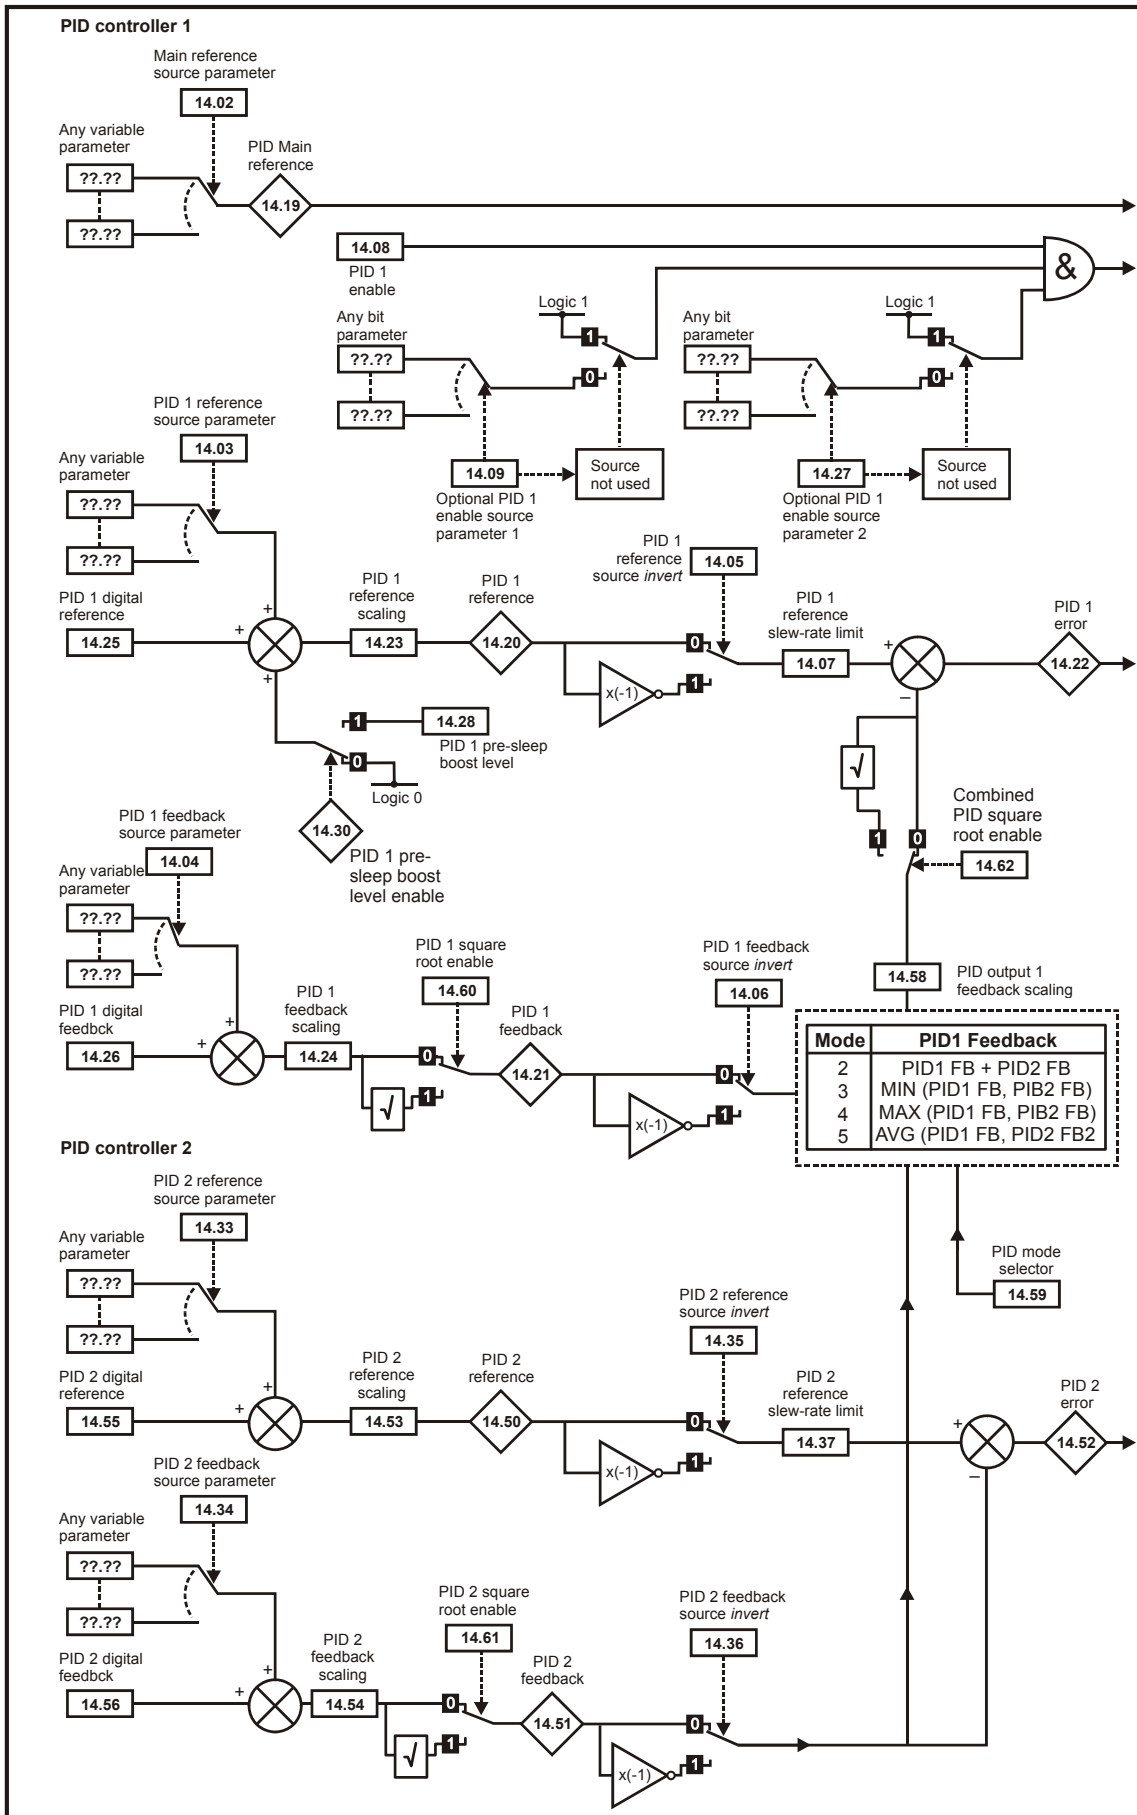 PID controller 1
Main reference
source parameter
14.02
Any variable
parameter
??.??
??.??
PID Main
reference
14.19
14.08
PID 1
enable
&
Any bit
parameter
??.??
??.??
Logic 1
1
0
14.09
Optional PID 1
enable source
parameter 1
Source
not used
Any bit
parameter
??.??
??.??
Logic 1
1
0
14.27
Optional PID 1
enable source
parameter 2
Source
not used
PID 1 reference
source parameter
14.03
Any variable
parameter
??.??
??.??
PID 1 digital
reference
14.25
+
+
+
PID 1
reference
scaling
14.23
PID 1
reference
14.20
PID 1
reference
source invert
14.05
0
x(-1)
1
PID 1
reference
slew-rate limit
14.07
+
–
PID 1
error
14.22
1
14.28
PID 1 pre-sleep
boost level
0
Logic 0
14.30
PID 1 pre-
sleep boost
level enable
√
1
0
Combined
PID square
root enable
14.62
PID 1 feedback
source parameter
14.04
Any variable
parameter
??.??
??.??
PID 1 digital
feedbck
14.26
+
+
PID 1
feedback
scaling
14.24
PID 1 square
root enable
14.60
0
√
1
PID 1
feedback
14.21
PID 1 feedback
source invert
14.06
0
x(-1)
1
14.58
PID output 1
feedback scaling
Mode PID1 Feedback
2 PID1 FB + PID2 FB
3 MIN (PID1 FB, PIB2 FB)
4 MAX (PID1 FB, PIB2 FB)
5 AVG (PID1 FB, PID2 FB2
PID controller 2
PID 2 reference
source parameter
14.33
Any variable
parameter
??.??
??.??
PID 2 digital
reference
14.55
+
+
PID 2
reference
scaling
14.53
PID 2
reference
14.50
PID 2 reference
source invert
14.35
0
x(-1)
1
PID 2
reference
slew-rate limit
14.37
PID mode
selector
14.59
+
–
PID 2
error
14.52
PID 2 feedback
source parameter
14.34
Any variable
parameter
??.??
??.??
PID 2 digital
feedbck
14.56
+
+
PID 2
feedback
scaling
14.54
PID 2 square
root enable
14.61
0
√
1
PID 2
feedback
14.51
PID 2 feedback
source invert
14.36
0
x(-1)
1